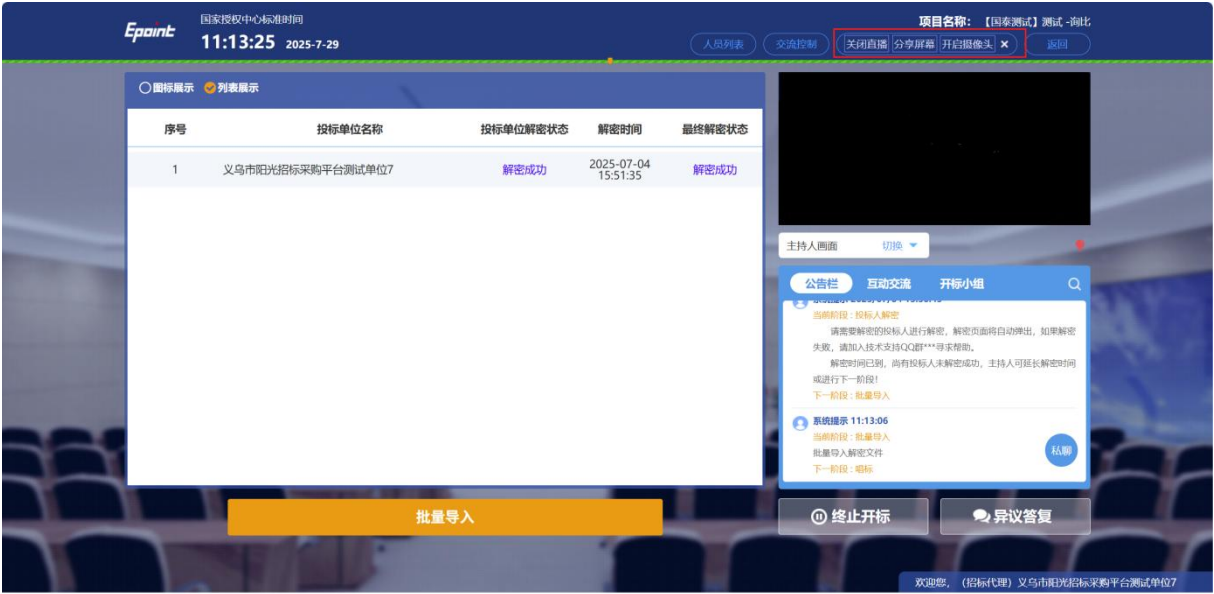 Epoint
国家授权中心标准时间
11:13:25 2025-7-29
项目名称: 【国泰测试】测试 -询比
人员列表 交流控制 关闭直播 分享屏幕 开启摄像头 × 返回
图标展示 列表展示
序号 投标单位名称 投标单位解密状态 解密时间 最终解密状态
1 义乌市阳光招标采购平台测试单位7 解密成功 2025-07-04 15:51:35 解密成功
批量导入
主持人画面 切换
公告栏 互动交流 开标小组
当前阶段 : 投标人解密
请需要解密的投标人进行解密, 解密页面将自动弹出, 如果解密
失败, 请加入技术支持QQ群***寻求帮助。
解密时间已到, 尚有投标人未解密成功, 主持人可延长解密时间
或进行下一阶段!
下一阶段 : 批量导入
系统提示 11:13:06
当前阶段 : 批量导入
批量导入解密文件
下一阶段 : 唱标
私聊
终止开标 异议答复
欢迎您, (招标代理) 义乌市阳光招标采购平台测试单位7